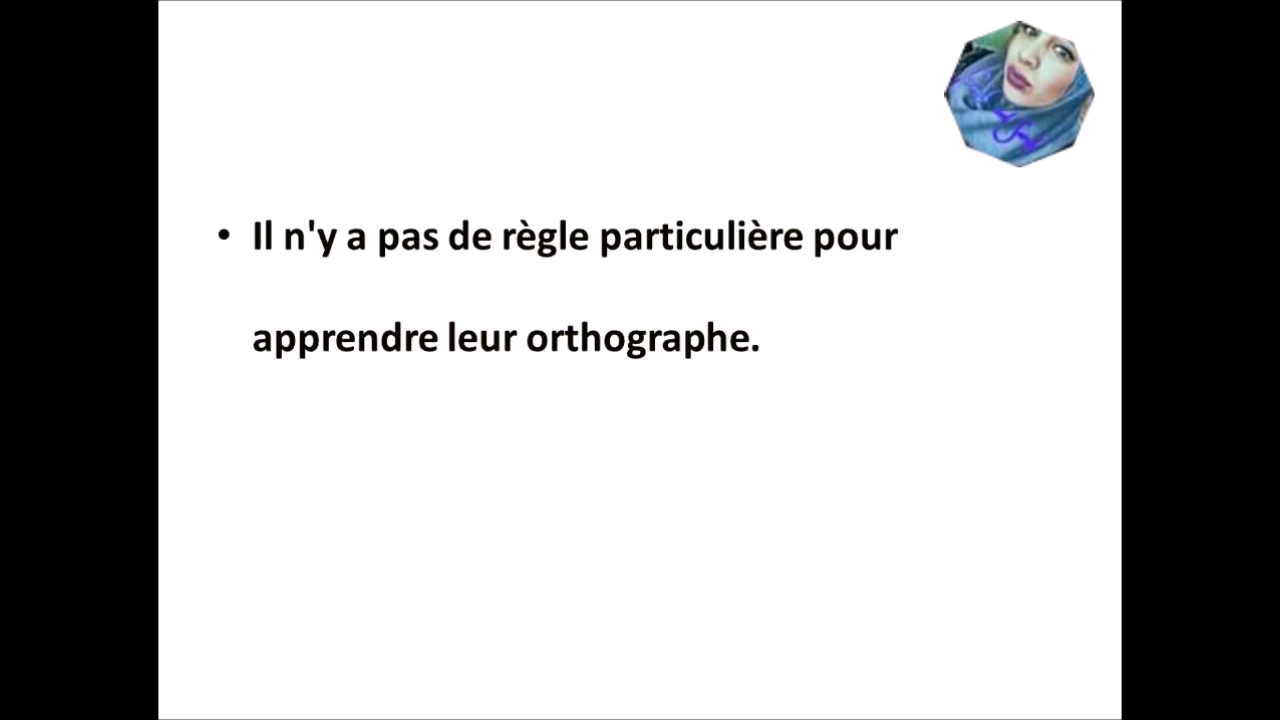 • Il n'y a pas de règle particulière pour
apprendre leur orthographe.